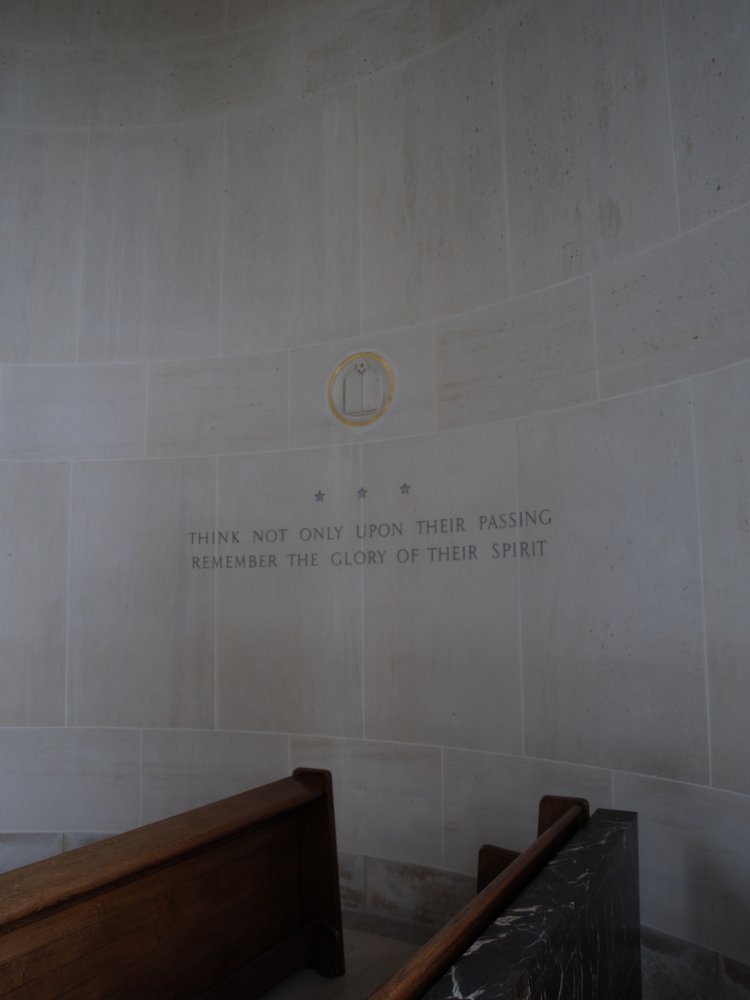 THINK NOT ONLY UPON THEIR PASSING
REMEMBER THE GLORY OF THEIR SPIRIT